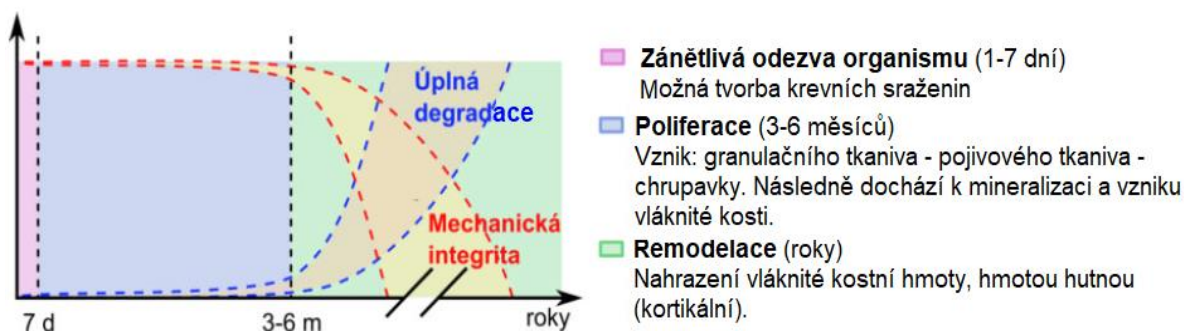 Úplná
degradace
Mechanická
integrita
7 d
3-6 m
roky
Zánětlivá odezva organismu (1-7 dní)
Možná tvorba krevních sraženin
Poliferace (3-6 měsíců)
Vznik: granulačního tkaniva - pojivového tkaniva -
chrupavky. Následně dochází k mineralizaci a vzniku
vláknité kosti.
Remodelace (roky)
Nahrazení vláknité kostní hmoty, hmotou hutnou
(kortikální).